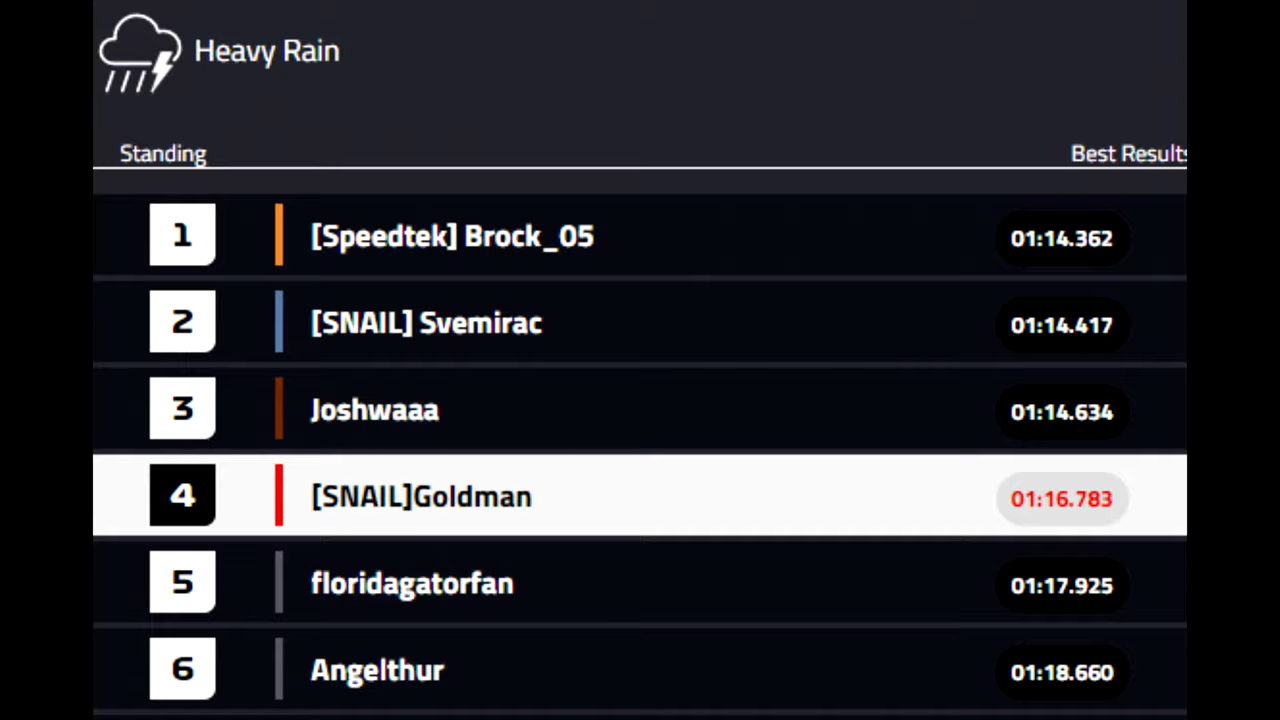 Heavy Rain
Standing Best Results
1 [Speedtek] Brock_05 01:14.362
2 [SNAIL] Svemirac 01:14.417
3 Joshwaaa 01:14.634
4 [SNAIL]Goldman 01:16.783
5 floridagatorfan 01:17.925
6 Angelthur 01:18.660